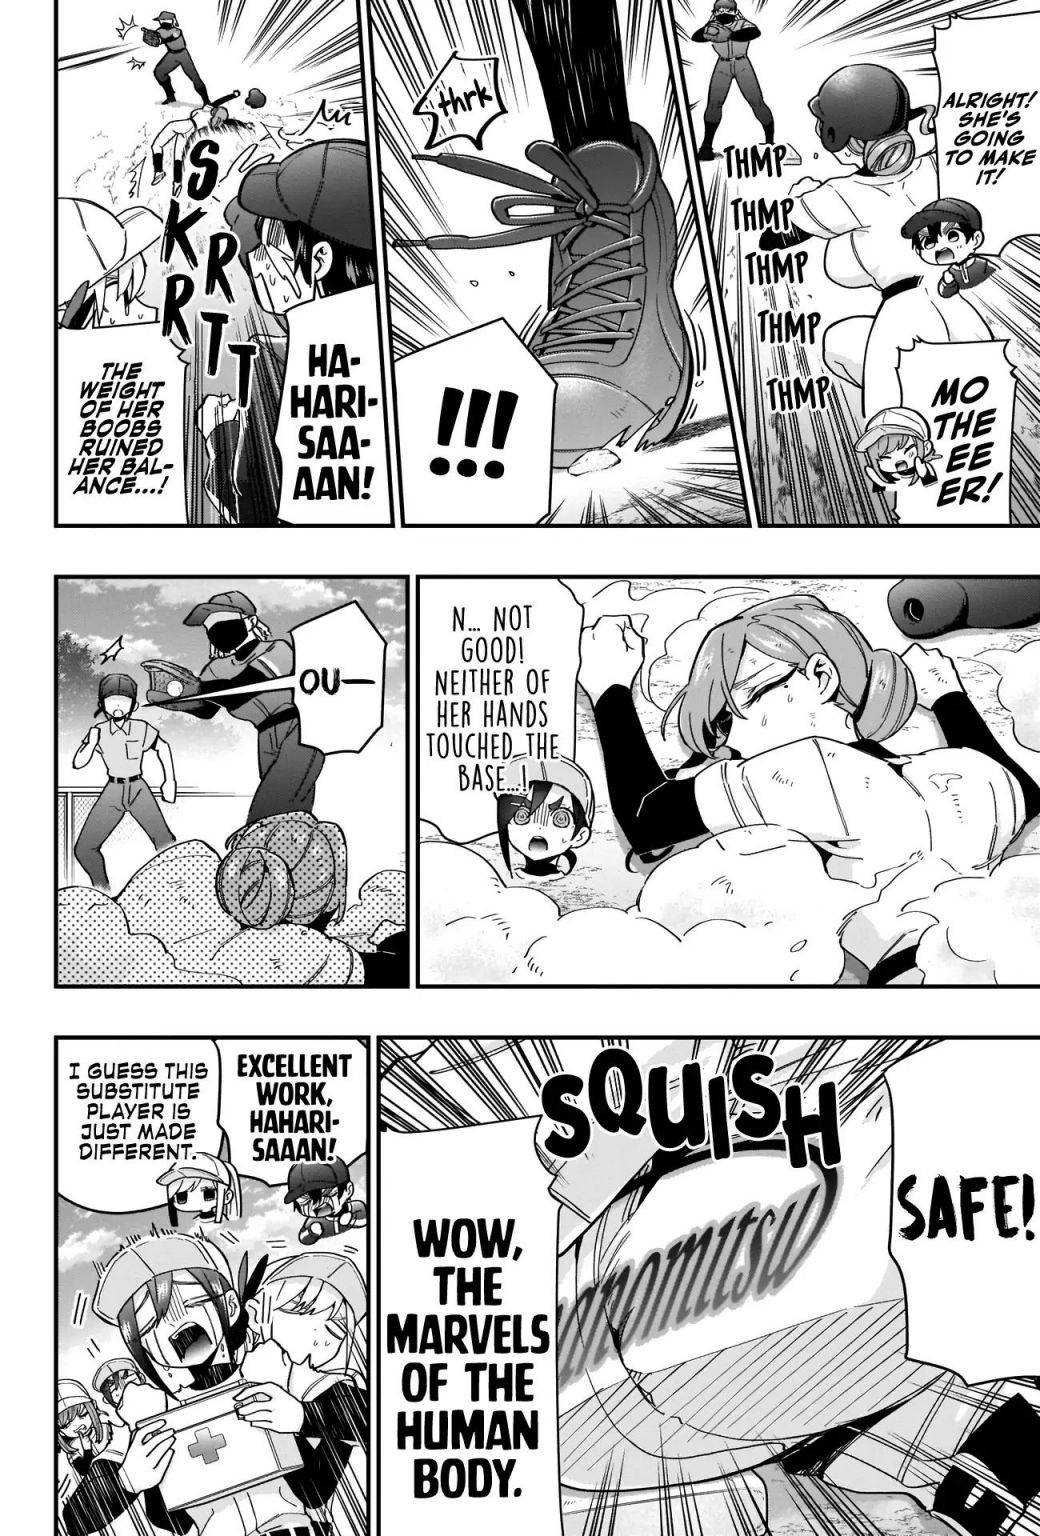 ALRIGHT!
SHE'S
GOING
TO MAKE
IT!
THMP
THMP
THMP
THMP
THMP
MO
THE
EE
ER!
thrk
!!!
SKR
RTT
HA-
HARI-
SAA-
AAN!
THE
WEIGHT
OF HER
BOOBS
RUINED
HER BAL-
ANCE...!
N... NOT
GOOD!
NEITHER OF
HER HANDS
TOUCHED THE
BASE...!
OU—
SQUISH
SAFE!
WOW,
THE
MARVELS
OF THE
HUMAN
BODY.
EXCELLENT
WORK,
HAHARI-
SAAAN!
I GUESS THIS
SUBSTITUTE
PLAYER IS
JUST MADE
DIFFERENT.